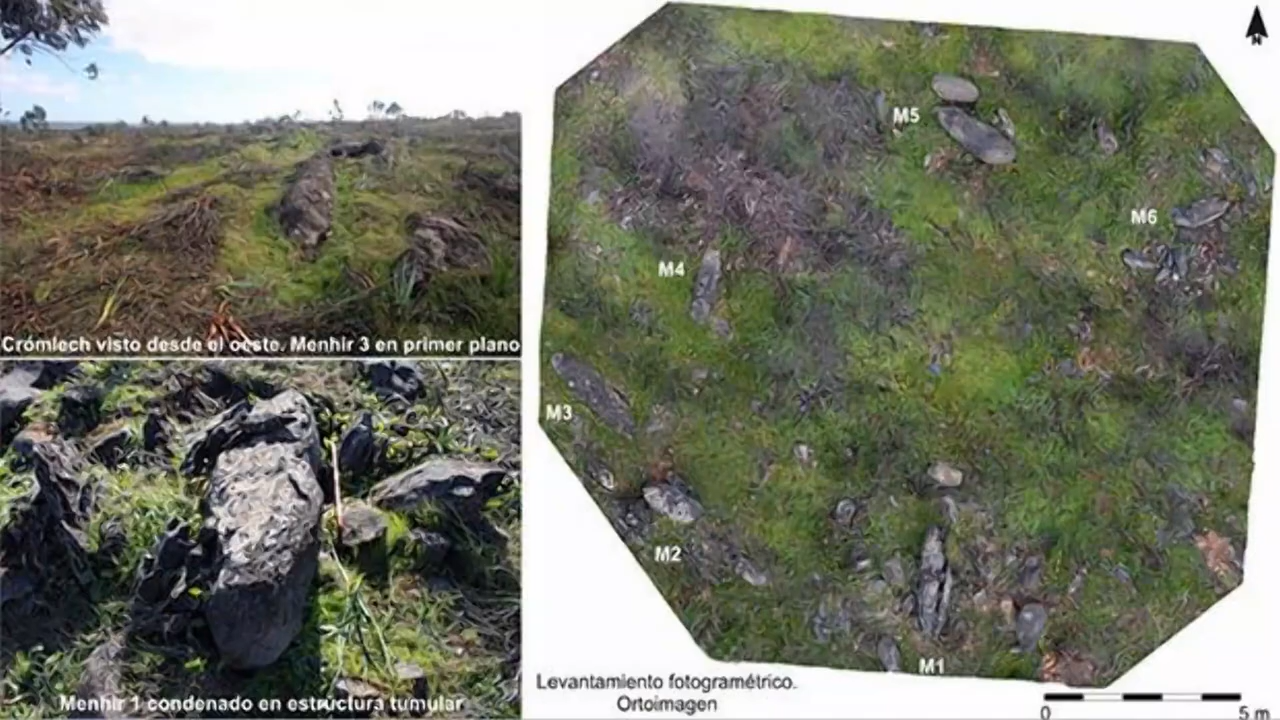 Crómlech visto desde el oeste. Menhir 3 en primer plano
Menhir 1 condenado en estructura tumular
N
M5
M6
M4
M3
M2
M1
Levantamiento fotogramétrico.
Ortoimagen
0 5 m